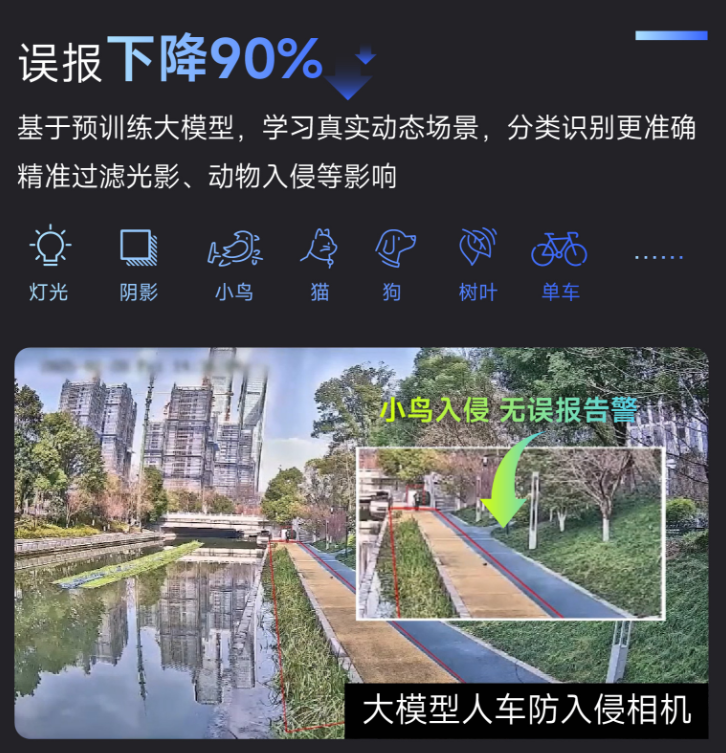 误报下降90%
基于预训练大模型，学习真实动态场景，分类识别更准确
精准过滤光影、动物入侵等影响
灯光 阴影 小鸟 猫 狗 树叶 单车 ……
小鸟入侵 无误报告警
大模型人车防入侵相机